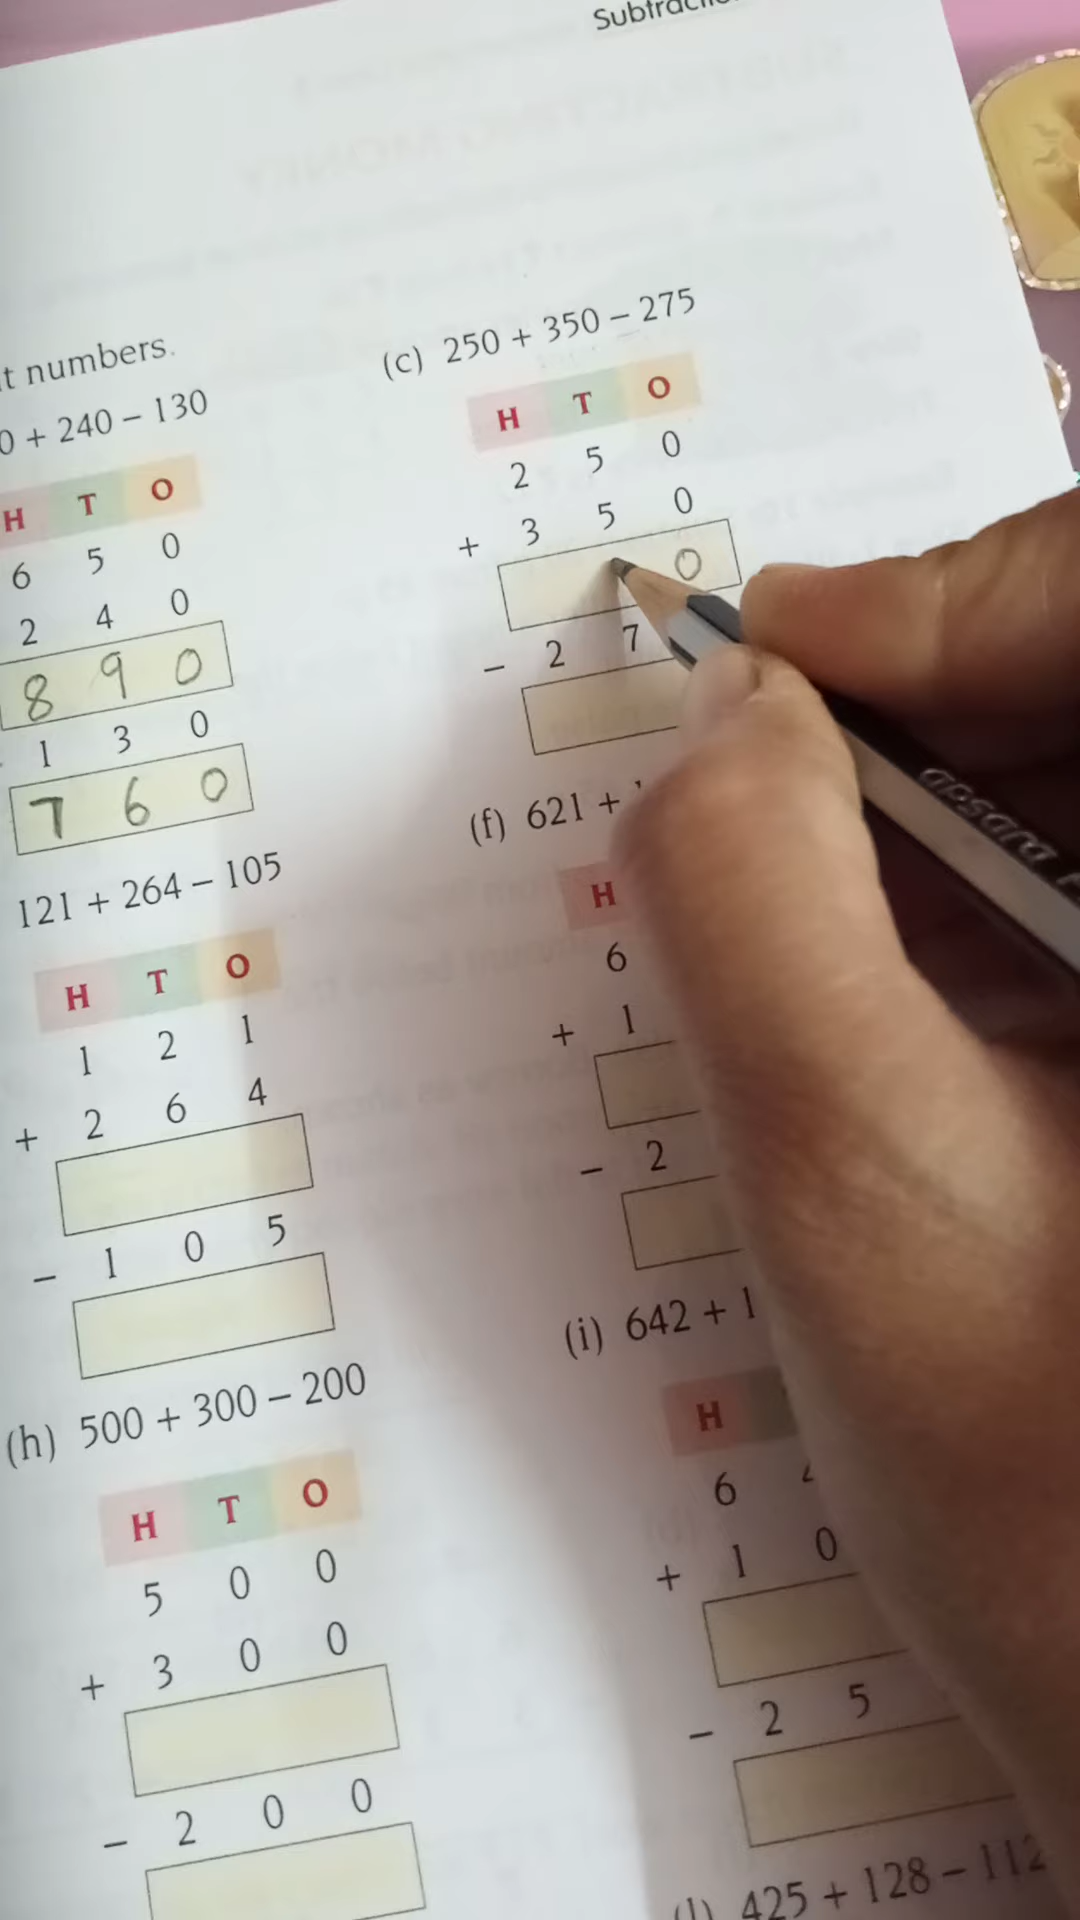 t numbers.
0 + 240 – 130
H T O
6 5 0
2 4 0
8 9 0
1 3 0
7 6 0
(c) 250 + 350 – 275
H T O
2 5 0
+ 3 5 0
0
– 2 7
121 + 264 – 105
H T O
1 2 1
+ 2 6 4
– 1 0 5
(f) 621 +
H
6
+ 1
– 2
(h) 500 + 300 – 200
H T O
5 0 0
+ 3 0 0
– 2 0 0
(i) 642 + 1
H
6
+ 1 0
– 2 5
425 + 128 – 112
apsara